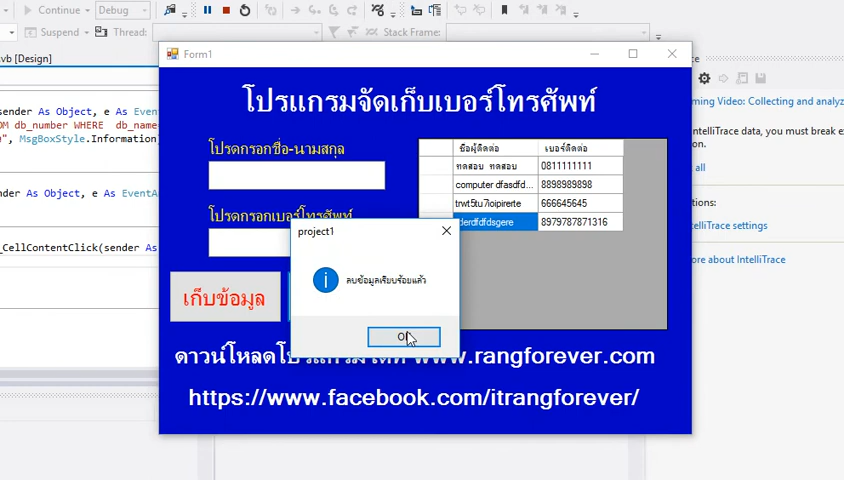 Continue
Debug
Suspend
Thread:
Stack Frame:
.vb [Design]
Form1
ender As Object, e As Event
OM db_number WHERE  db_name
", MsgBoxStyle.Information)
ender As Object, e As EventA
_CellContentClick(sender As
โปรแกรมจัดเก็บเบอร์โทรศัพท์
โปรดกรอกชื่อ-นามสกุล
โปรดกรอกเบอร์โทรศัพท์
ชื่อผู้ติดต่อ เบอร์ติดต่อ
ทดสอบ ทดสอบ 0811111111
computer dfasdfd... 8898989898
666645645
derdfdfdsgere 8979787871316
project1
ลบข้อมูลเรียบร้อยแล้ว
เก็บข้อมูล
ดาวน์โหลดโปรแกรมได้ที่ www.rangforever.com
https://www.facebook.com/itrangforever/
ming Video: Collecting and analyz
ntelliTrace data, you must break e
on.
all
ons:
IntelliTrace settings
ore about IntelliTrace